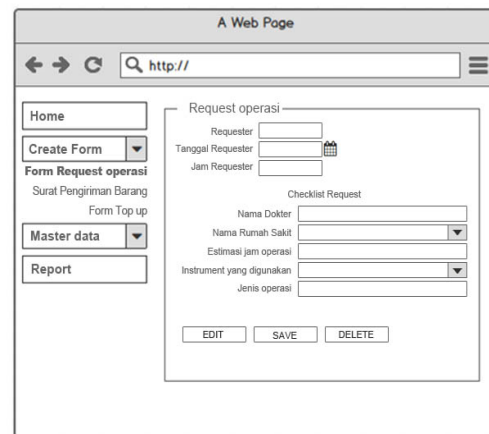 A Web Page
http://
Home
Create Form
Form Request operasi
Surat Pengiriman Barang
Form Top up
Master data
Report
Request operasi
Requester
Tanggal Requester
Jam Requester
Checklist Request
Nama Dokter
Nama Rumah Sakit
Estimasi jam operasi
Instrument yang digunakan
Jenis operasi
EDIT SAVE DELETE